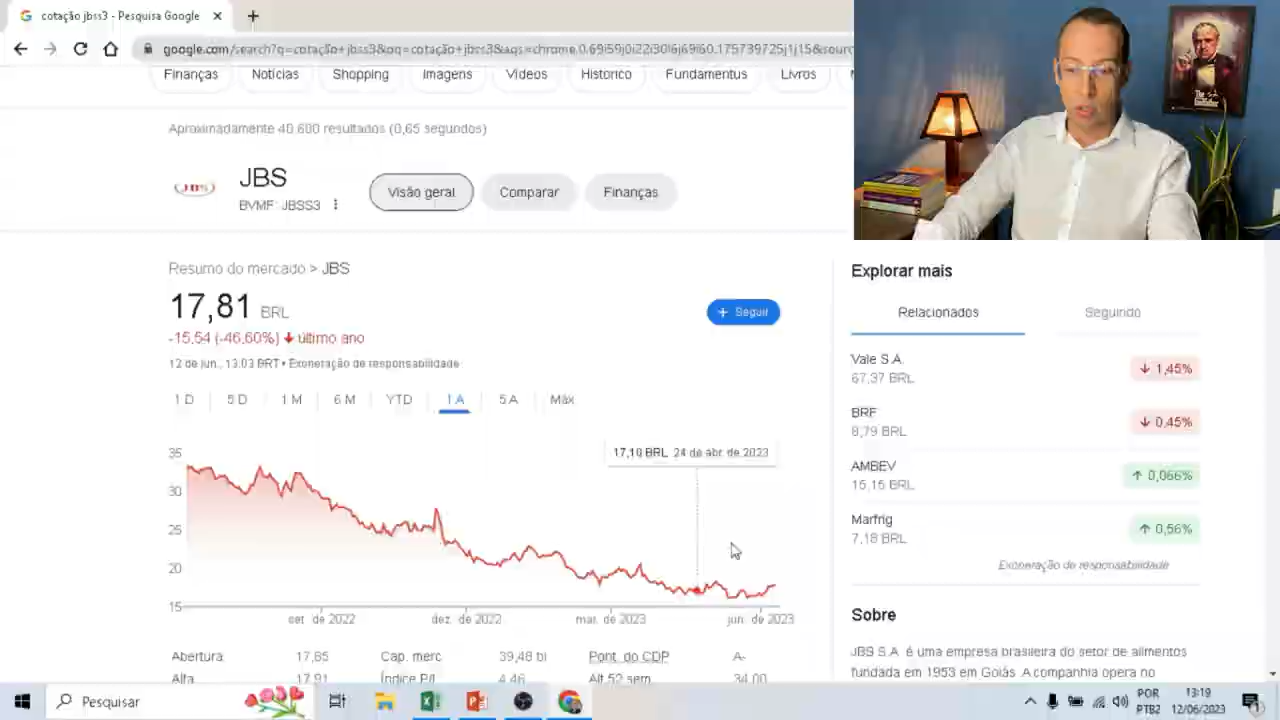 cotação jbss3 - Pesquisa Google
google.com/search?q=cotação+jbss3&oq=cotação+jbss3&aqs=chrome.0.69i59j0i22i30l6j69i60.175739725j1j15&sour
Finanças
Notícias
Shopping
Imagens
Vídeos
Histórico
Fundamentus
Livros
Aproximadamente 40.600 resultados (0,65 segundos)
JBS
JBS
BVMF: JBSS3
Visão geral
Comparar
Finanças
Resumo do mercado > JBS
17,81 BRL
+ Seguir
-15,54 (-46,60%) último ano
12 de jun., 13:03 BRT • Exoneração de responsabilidade
1 D
5 D
1 M
6 M
YTD
1 A
5 A
Máx
17,10 BRL 24 de abr. de 2023
35
30
25
20
15
set. de 2022
dez. de 2022
mar. de 2023
jun. de 2023
Abertura
17,65
Cap. merc
39,48 bi
Pont. do CDP
A-
Alta
17,91
Índice P/L
4,46
Alt 52 sem
34,00
Explorar mais
Relacionados
Seguindo
Vale S.A.
67,37 BRL
1,45%
BRF
8,79 BRL
0,45%
AMBEV
15,15 BRL
0,066%
Marfrig
7,18 BRL
0,56%
Exoneração de responsabilidade
Sobre
JBS S.A. é uma empresa brasileira do setor de alimentos
fundada em 1953 em Goiás. A companhia opera no
The
Godfather
Pesquisar
POR
PTB2
13:19
12/06/2023
1